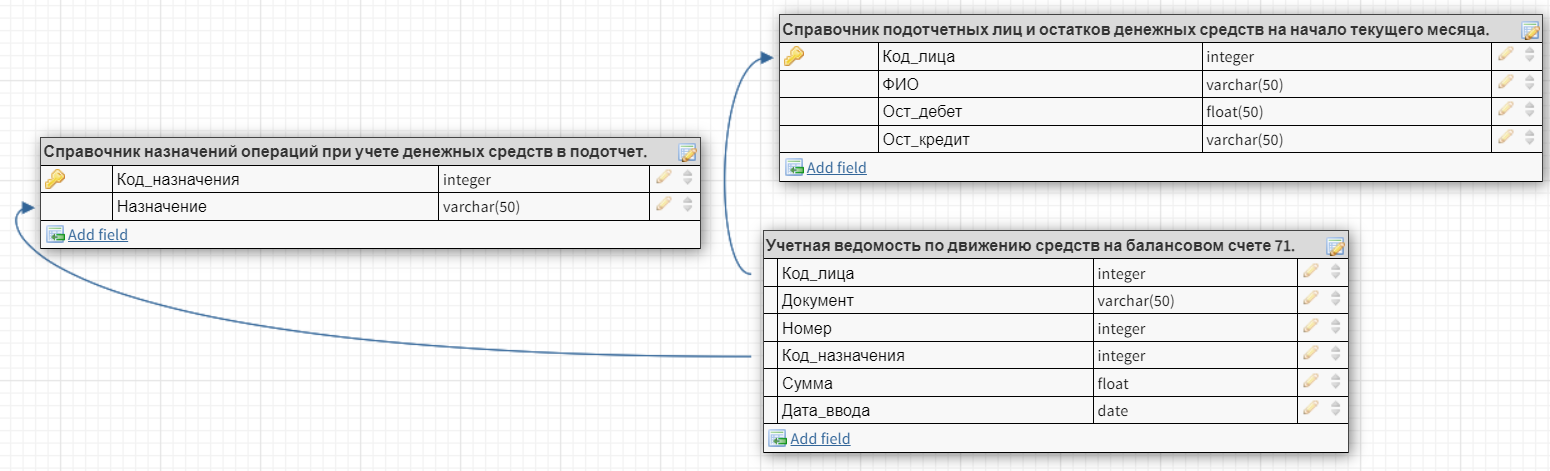 Справочник подотчетных лиц и остатков денежных средств на начало текущего месяца.
Код_лица integer
ФИО varchar(50)
Ост_дебет float(50)
Ост_кредит varchar(50)
Add field
Справочник назначений операций при учете денежных средств в подотчет.
Код_назначения integer
Назначение varchar(50)
Add field
Учетная ведомость по движению средств на балансовом счете 71.
Код_лица integer
Документ varchar(50)
Номер integer
Код_назначения integer
Сумма float
Дата_ввода date
Add field